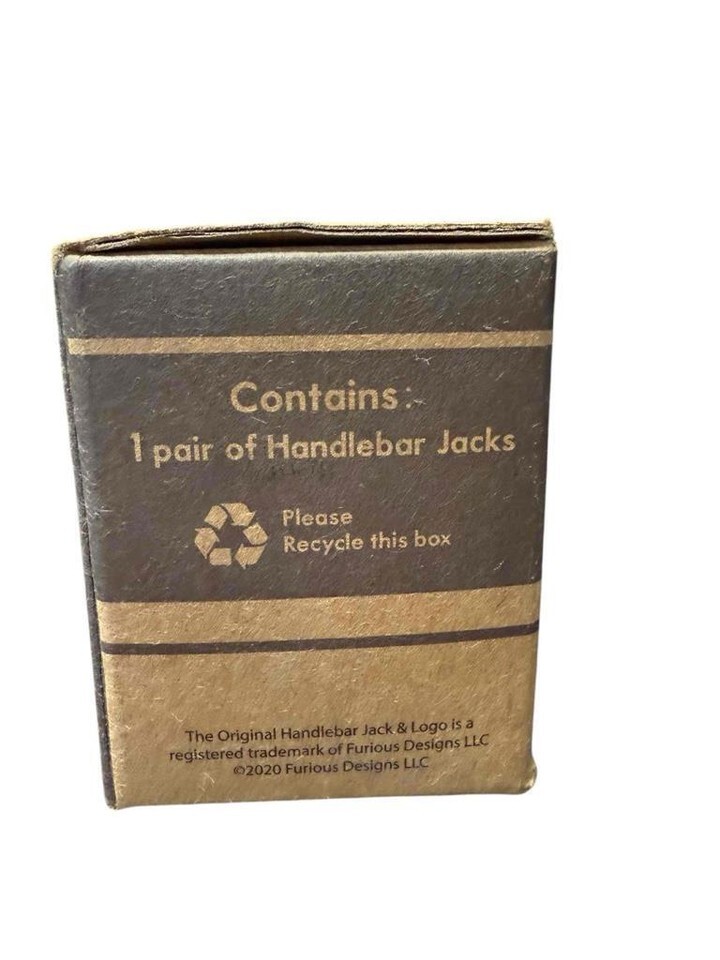 Contains:
1 pair of Handlebar Jacks
Please
Recycle this box
The Original Handlebar Jack & Logo is a
registered trademark of Furious Designs LLC
©2020 Furious Designs LLC